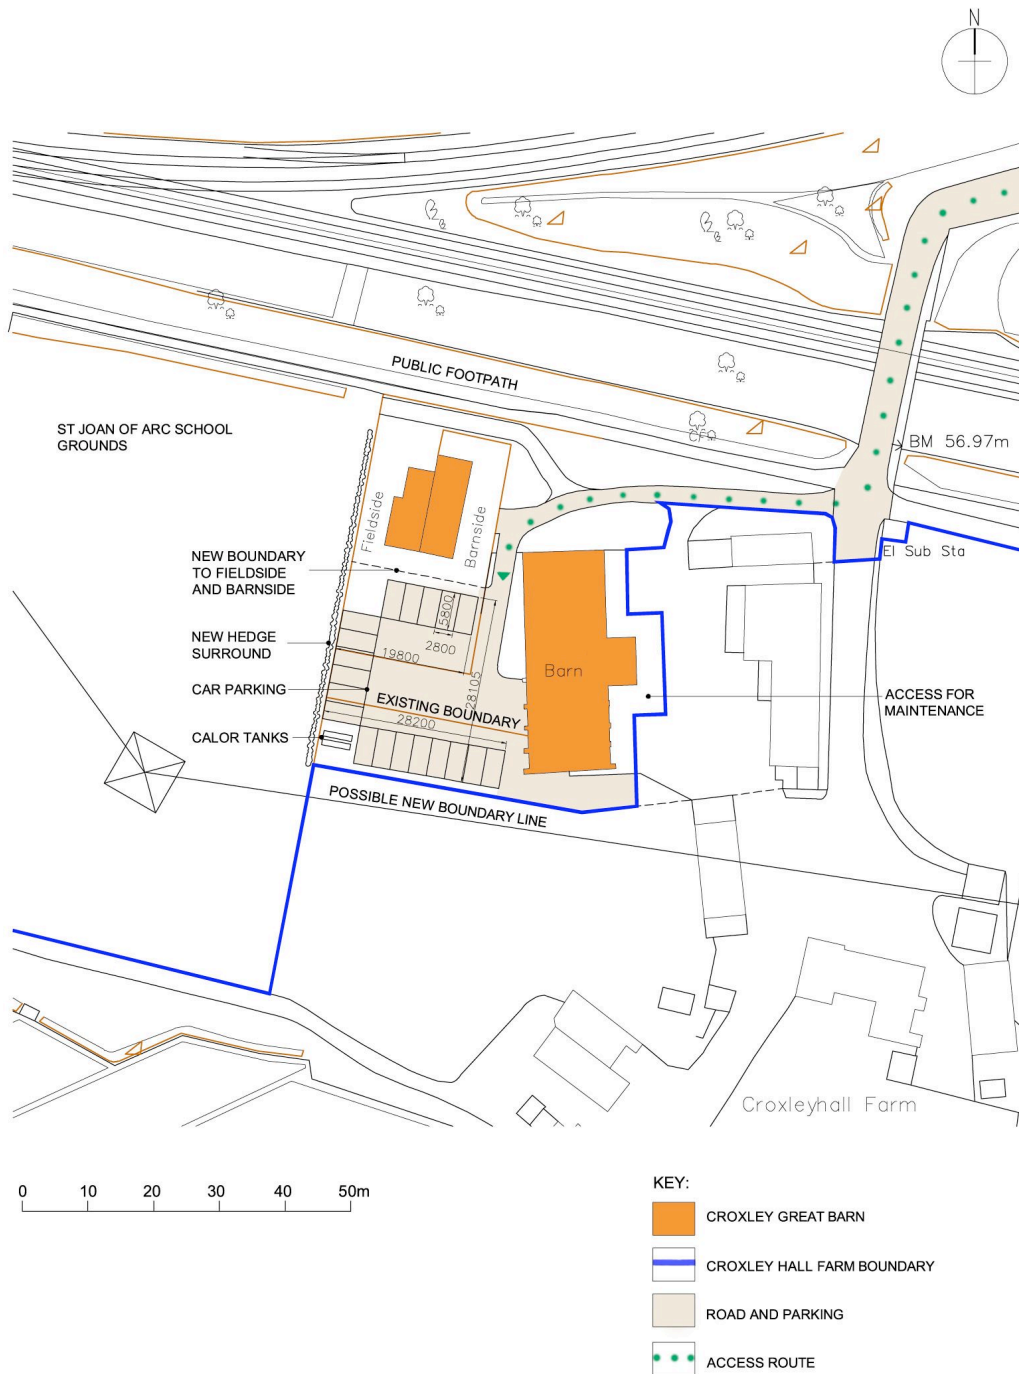 N
PUBLIC FOOTPATH
ST JOAN OF ARC SCHOOL
GROUNDS
BM 56.97m
Fieldside
Barnside
El Sub Sta
NEW BOUNDARY
TO FIELDSIDE
AND BARNSIDE
5800
2800
NEW HEDGE
SURROUND
19800
28105
Barn
CAR PARKING
EXISTING BOUNDARY
28200
ACCESS FOR
MAINTENANCE
CALOR TANKS
POSSIBLE NEW BOUNDARY LINE
Croxleyhall Farm
0 10 20 30 40 50m
KEY:
CROXLEY GREAT BARN
CROXLEY HALL FARM BOUNDARY
ROAD AND PARKING
ACCESS ROUTE